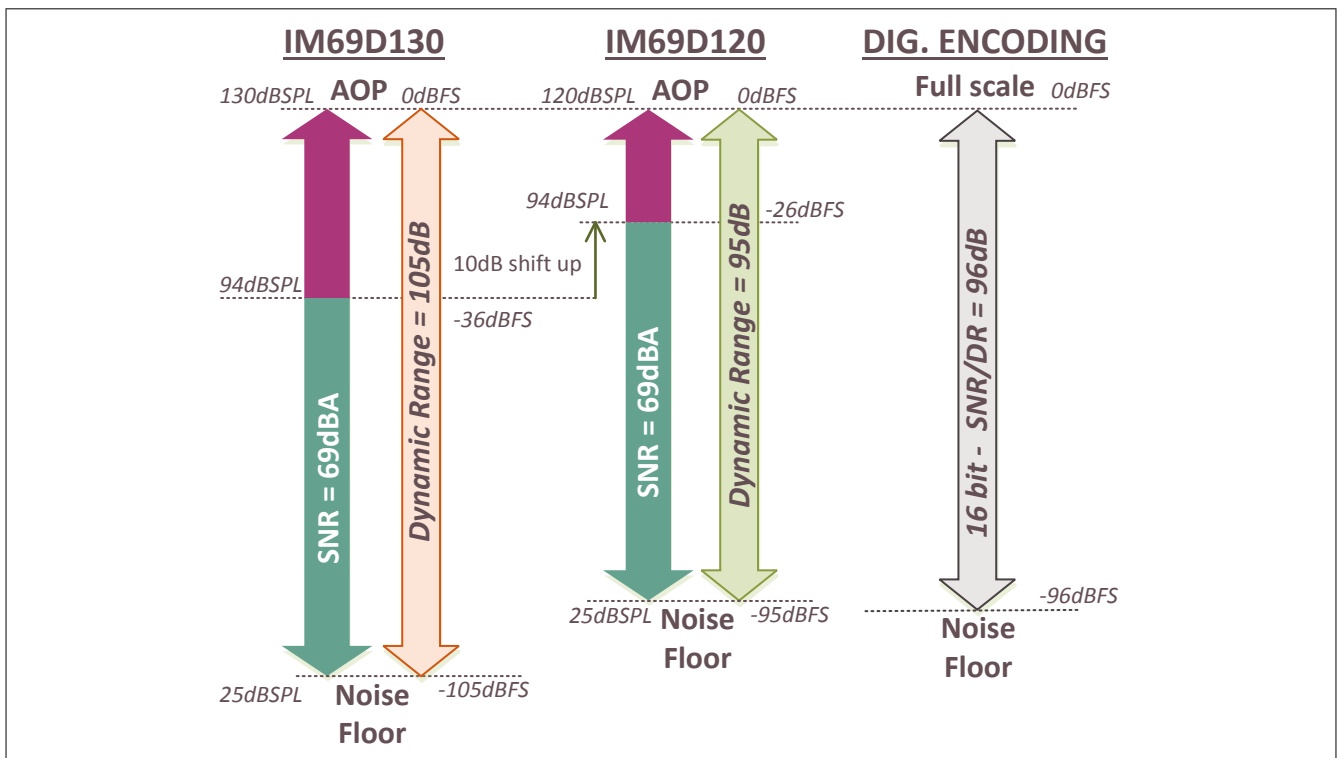 IM69D130
IM69D120
DIG. ENCODING
130dBSPL AOP 0dBFS
120dBSPL AOP 0dBFS
Full scale 0dBFS
94dBSPL
-26dBFS
10dB shift up
94dBSPL
-36dBFS
SNR = 69dBA
Dynamic Range = 105dB
SNR = 69dBA
Dynamic Range = 95dB
16 bit - SNR/DR = 96dB
25dBSPL Noise Floor -95dBFS
-96dBFS
Noise
Floor
25dBSPL Noise -105dBFS
Floor